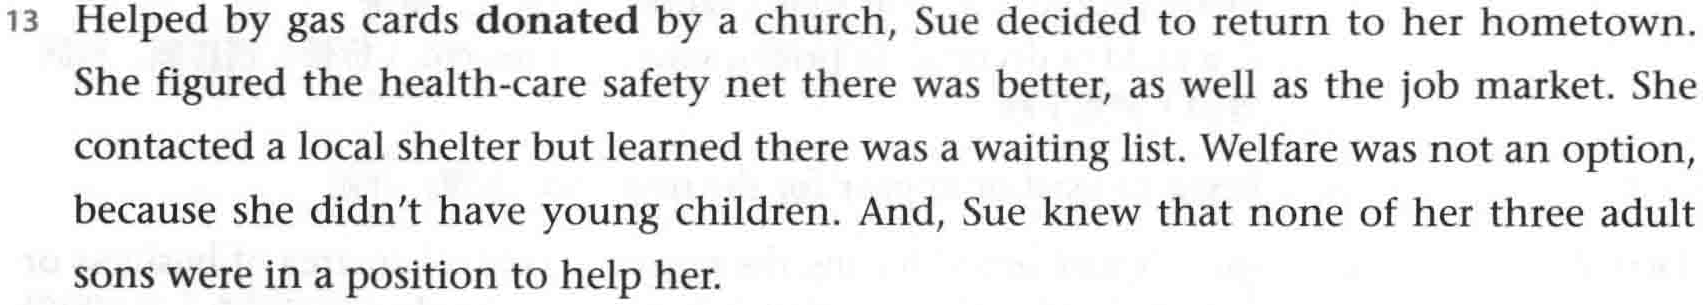 13 Helped by gas cards donated by a church, Sue decided to return to her hometown.
She figured the health-care safety net there was better, as well as the job market. She
contacted a local shelter but learned there was a waiting list. Welfare was not an option,
because she didn't have young children. And, Sue knew that none of her three adult
sons were in a position to help her.